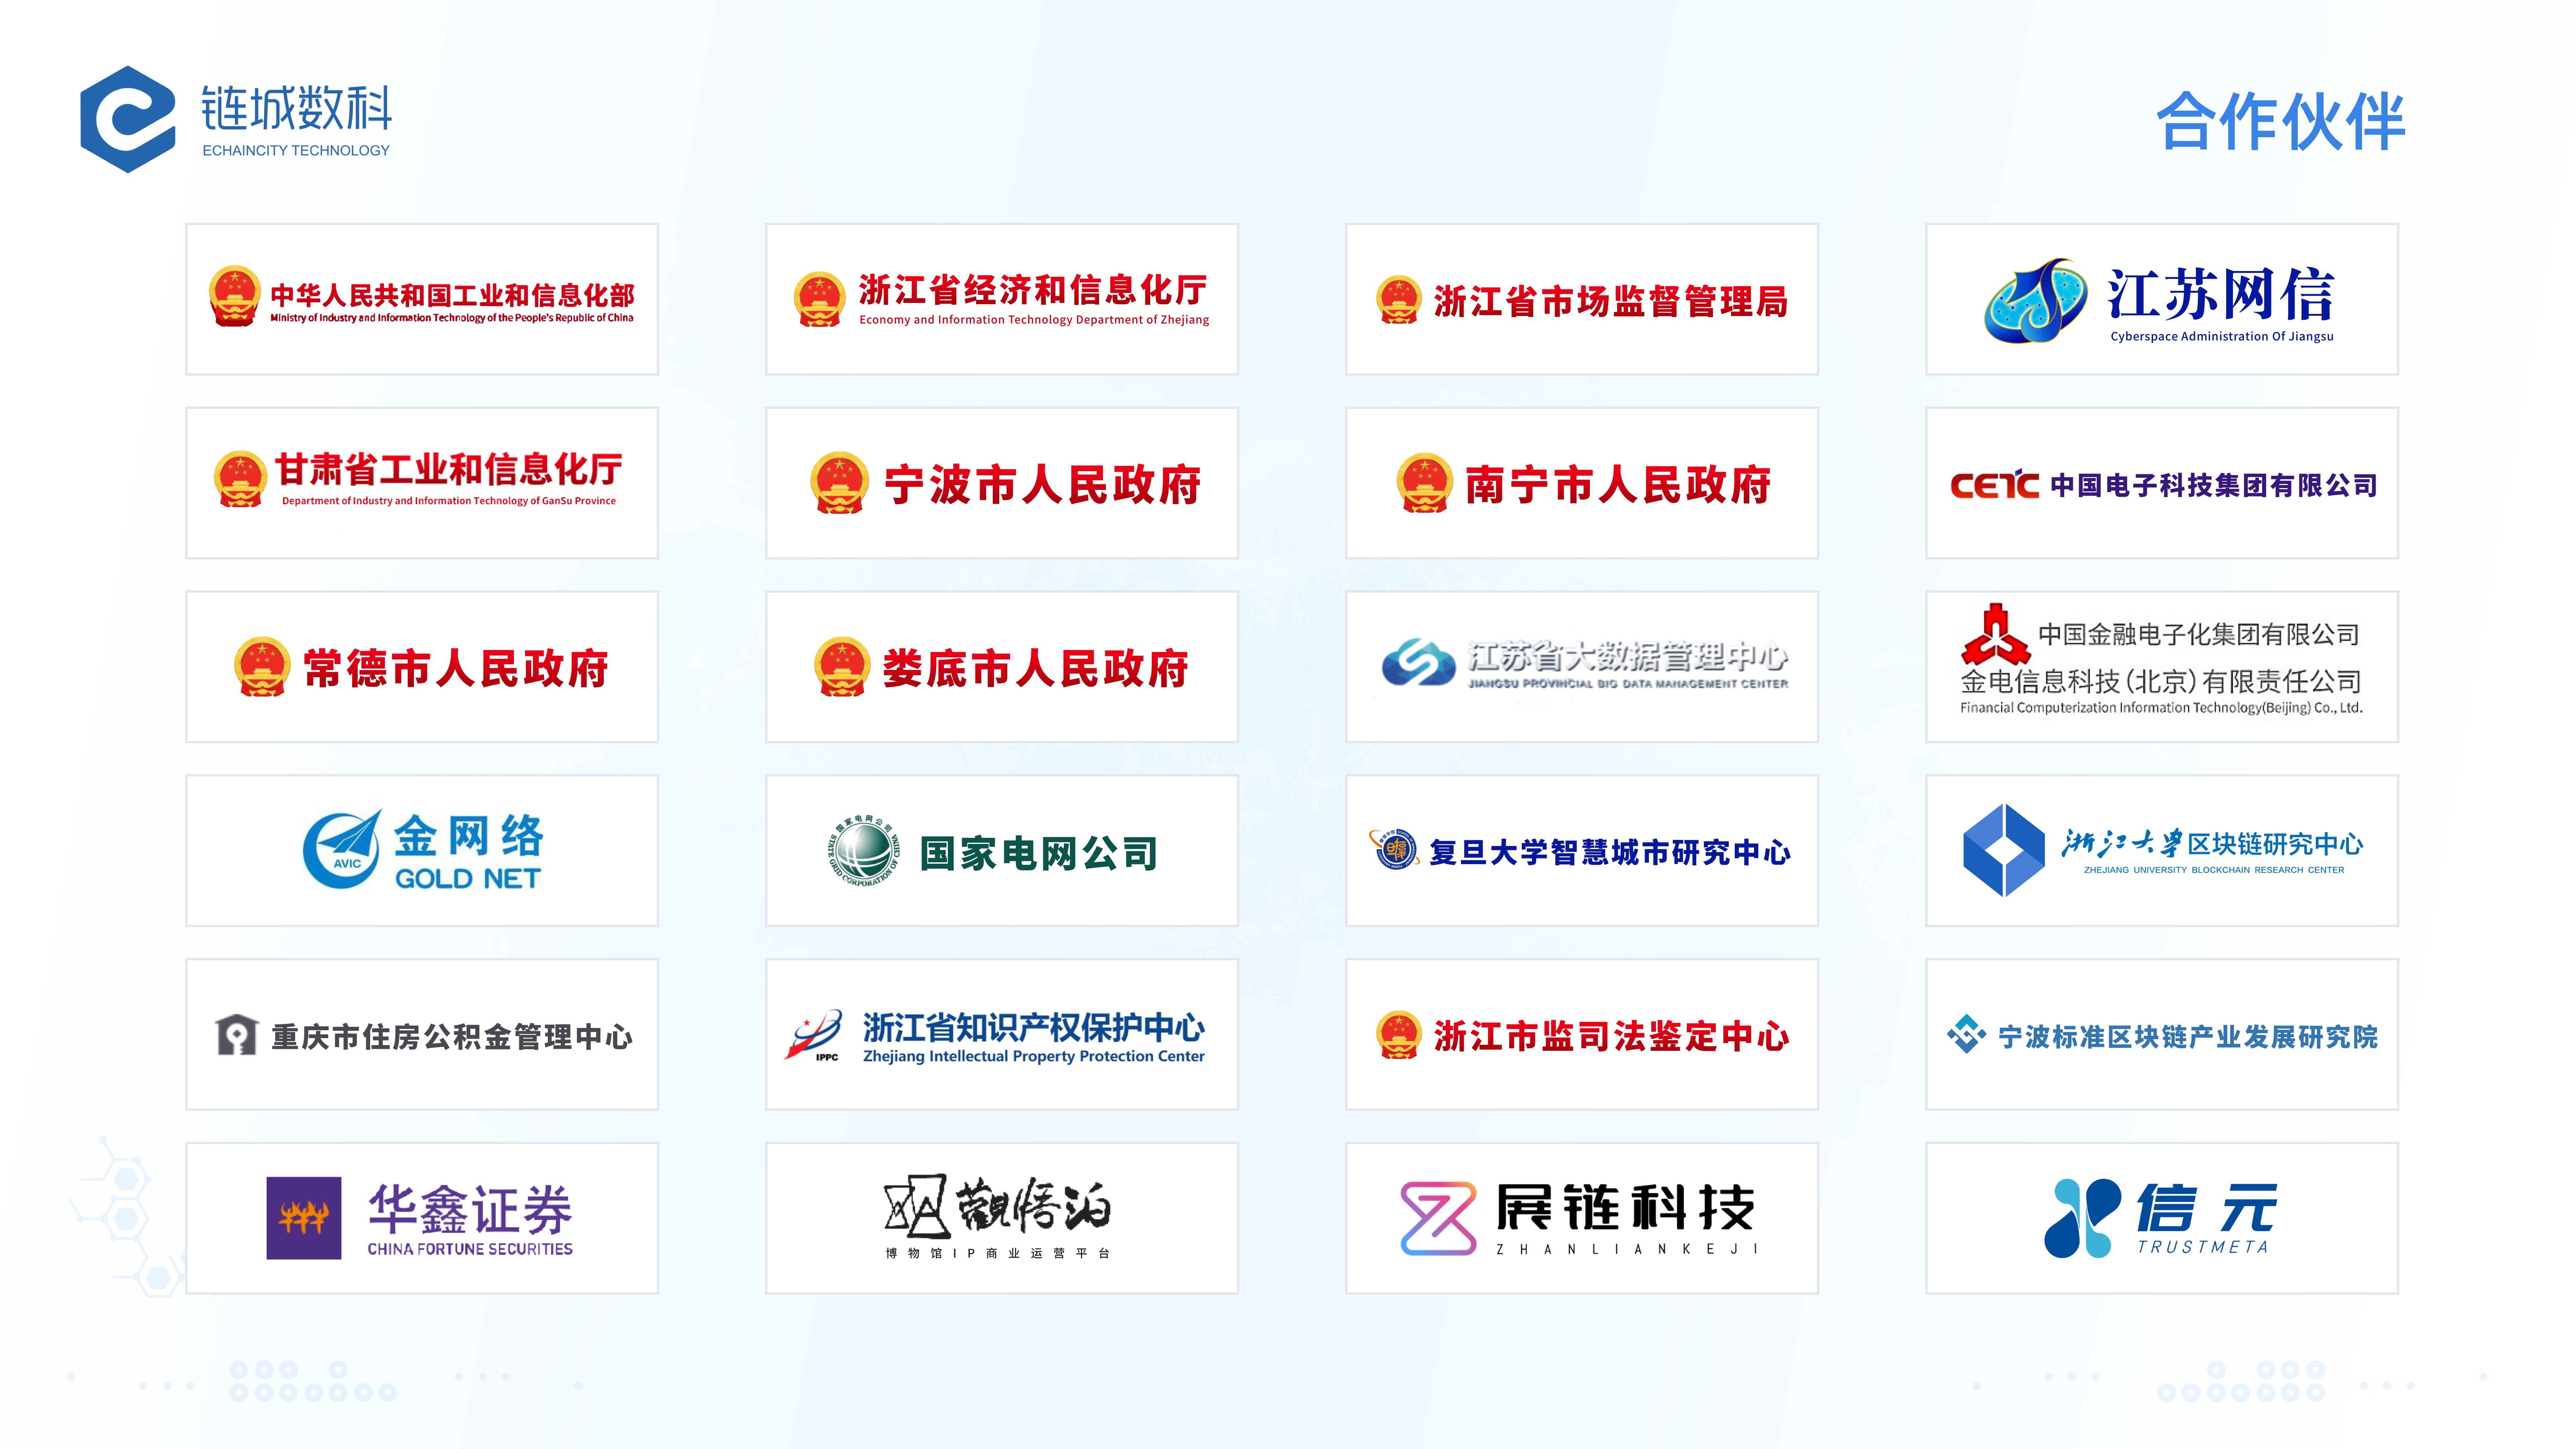 链城数科
ECHAINCITY TECHNOLOGY
合作伙伴
中华人民共和国工业和信息化部
Ministry of Industry and Information Technology of the People's Republic of China
浙江省经济和信息化厅
Economy and Information Technology Department of Zhejiang
浙江省市场监督管理局
江苏网信
Cyberspace Administration Of Jiangsu
甘肃省工业和信息化厅
Department of Industry and Information Technology of GanSu Province
宁波市人民政府
南宁市人民政府
CETC 中国电子科技集团有限公司
常德市人民政府
娄底市人民政府
江苏省大数据管理中心
JIANGSU PROVINCIAL BIG DATA MANAGEMENT CENTER
中国金融电子化集团有限公司
金电信息科技(北京)有限责任公司
Financial Computerization Information Technology(Beijing) Co., Ltd.
AVIC
金网络
GOLD NET
国家电网公司
STATE GRID CORPORATION OF CHINA
国家电网公司
复旦大学智慧城市研究中心
浙江大学区块链研究中心
ZHEJIANG UNIVERSITY BLOCKCHAIN RESEARCH CENTER
重庆市住房公积金管理中心
IPPC
浙江省知识产权保护中心
Zhejiang Intellectual Property Protection Center
浙江市监司法鉴定中心
宁波标准区块链产业发展研究院
华鑫证券
CHINA FORTUNE SECURITIES
觀悟泊
博物馆IP商业运营平台
展链科技
ZHANLIANKEJI
信元
TRUSTMETA